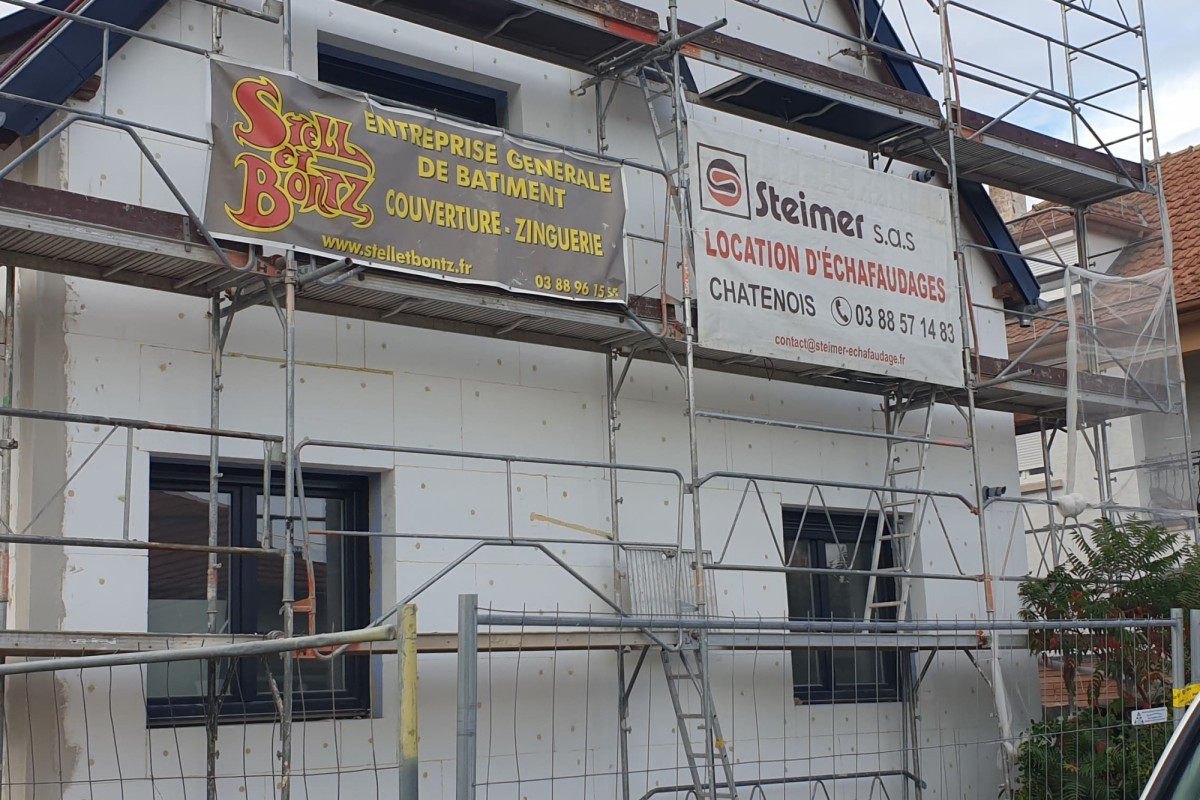 Stell
et
Bontz
ENTREPRISE GENERALE
DE BATIMENT
COUVERTURE - ZINGUERIE
www.stelletbontz.fr
03 88 96 15
Steimer s.a.s
LOCATION D'ÉCHAFAUDAGES
CHATENOIS 03 88 57 14 83
contact@steimer-echafaudage.fr